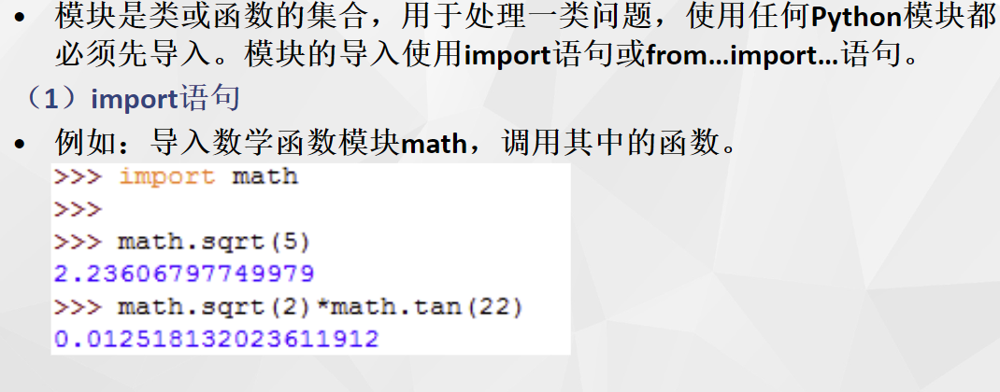 • 模块是类或函数的集合，用于处理一类问题，使用任何Python模块都
必须先导入。模块的导入使用import语句或from…import…语句。
（1）import语句
• 例如：导入数学函数模块math，调用其中的函数。
>>> import math
>>>
>>> math.sqrt(5)
2.23606797749979
>>> math.sqrt(2)*math.tan(22)
0.012518132023611912